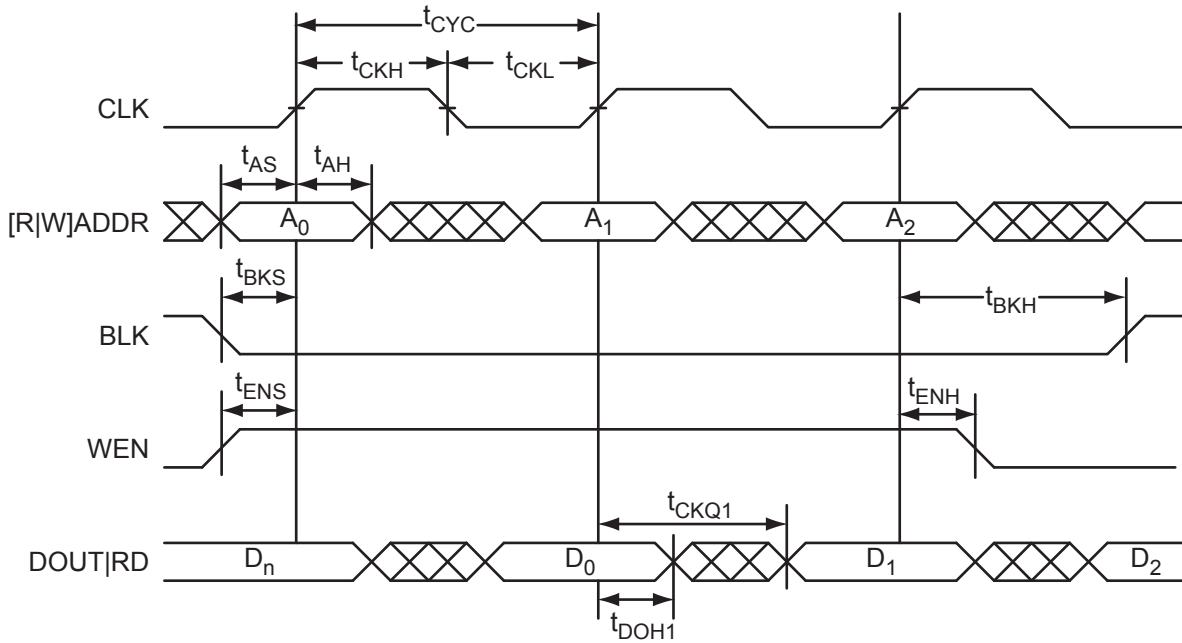 tCYC
tCKH tCKL
CLK
tAS tAH
[R|W]ADDR A0 A1 A2
tBKS tBKH
BLK
tENS tENH
WEN
tCKQ1
DOUT|RD Dn D0 D1 D2
tDOH1